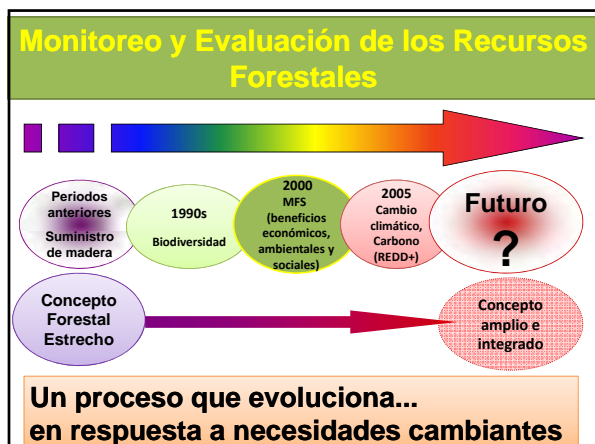 Monitoreo y Evaluación de los Recursos
Forestales
Periodos
anteriores
Suministro
de madera
1990s
Biodiversidad
2000
MFS
(beneficios
económicos,
ambientales y
sociales)
2005
Cambio
climático,
Carbono
(REDD+)
Futuro
?
Concepto
Forestal
Estrecho
Concepto
amplio e
integrado
Un proceso que evoluciona...
en respuesta a necesidades cambiantes